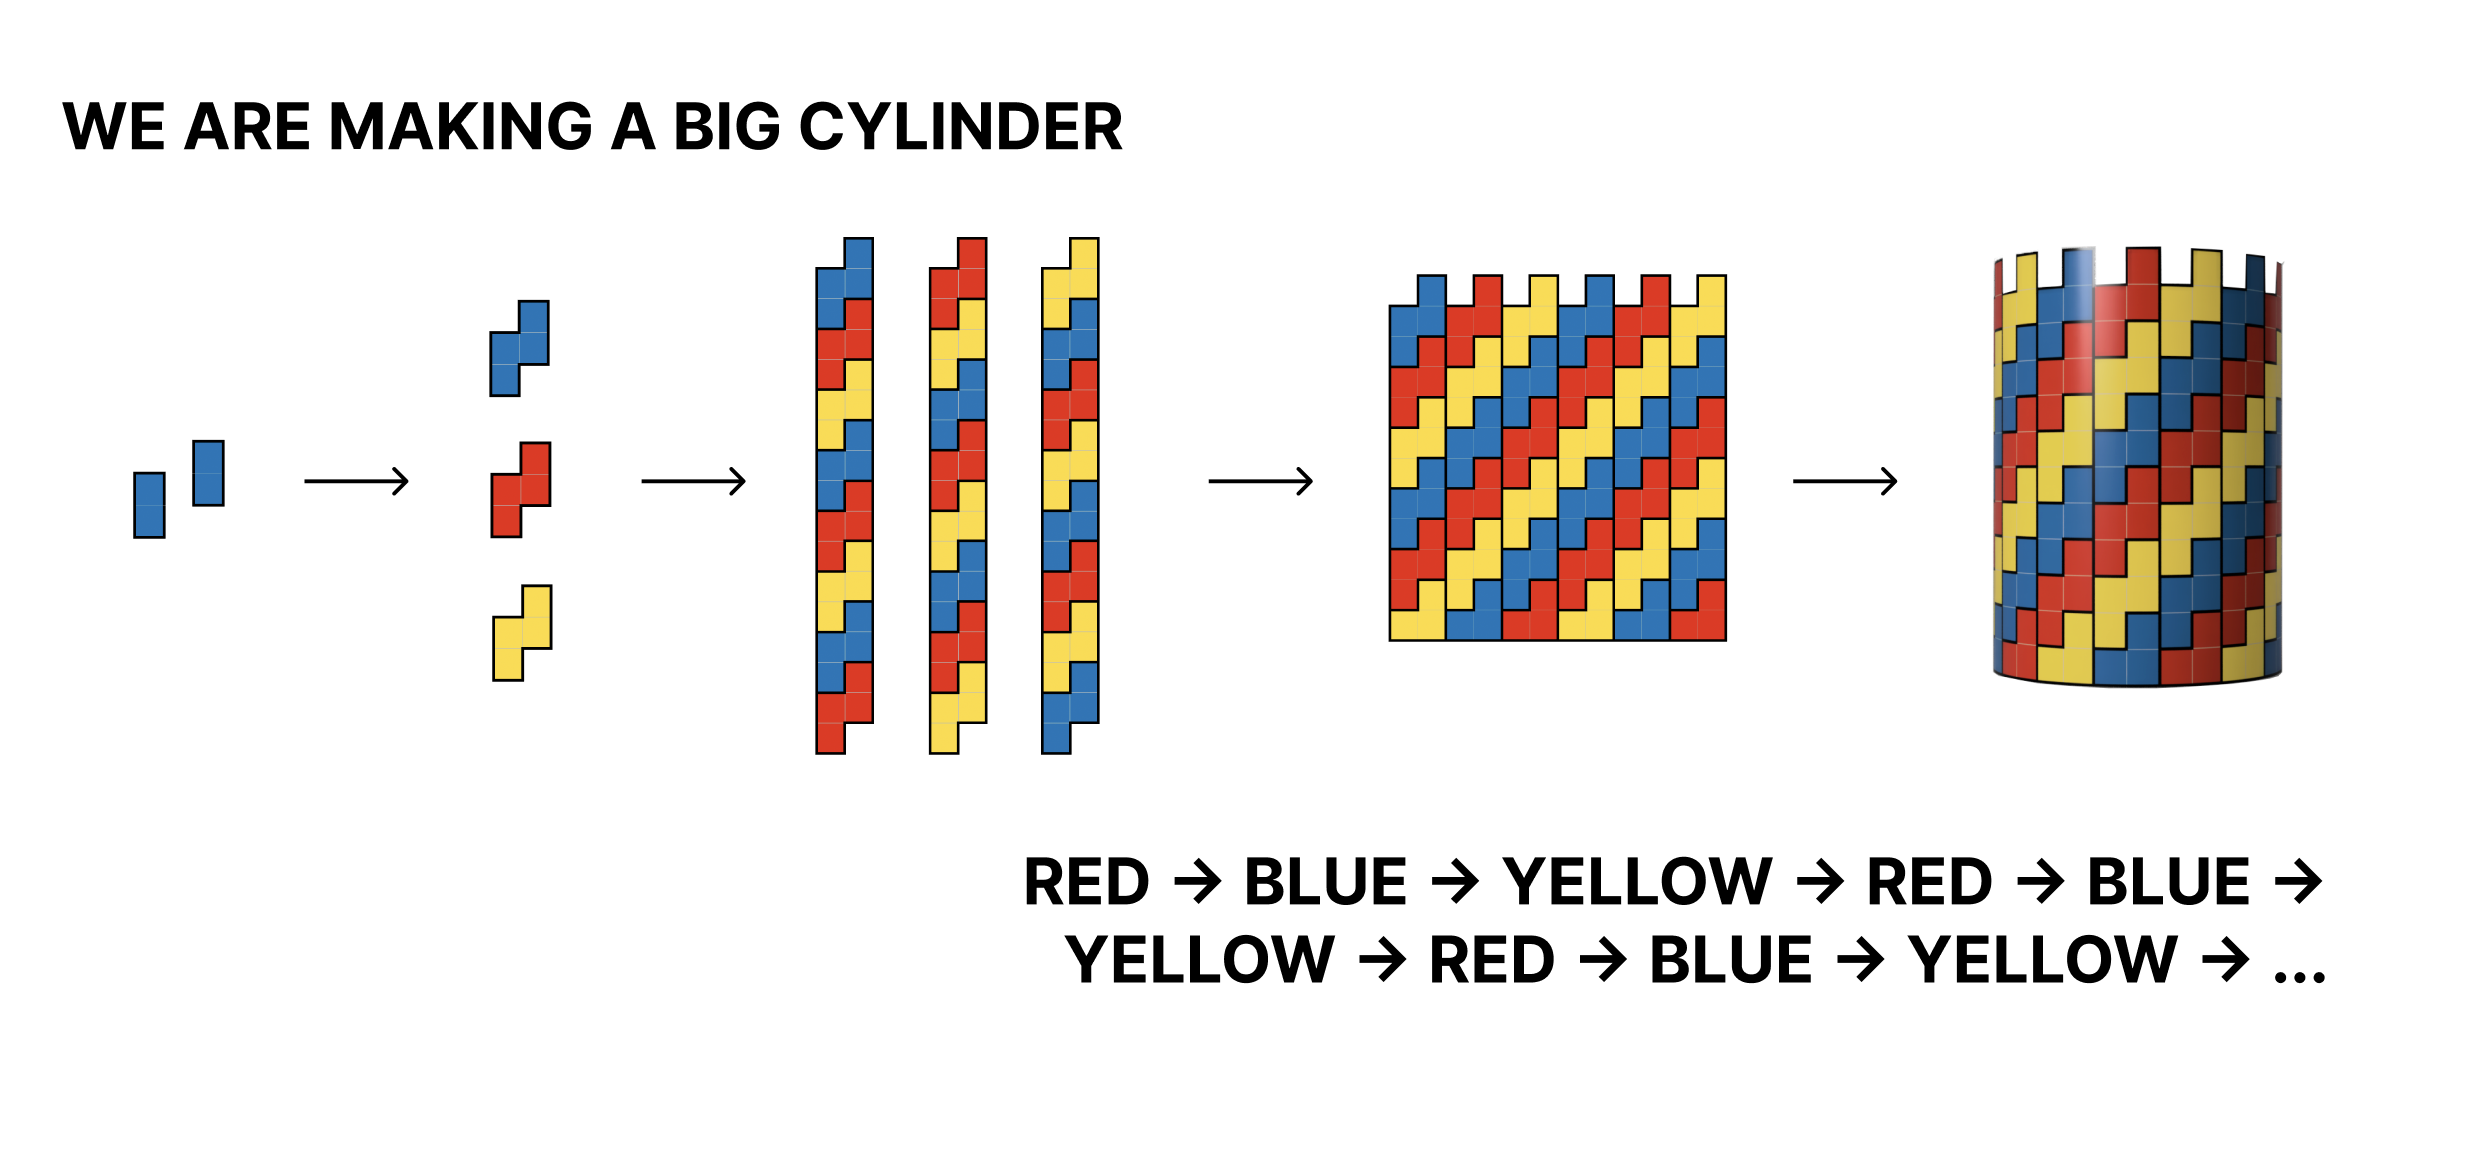 WE ARE MAKING A BIG CYLINDER
RED → BLUE → YELLOW → RED → BLUE →
YELLOW → RED → BLUE → YELLOW → ...